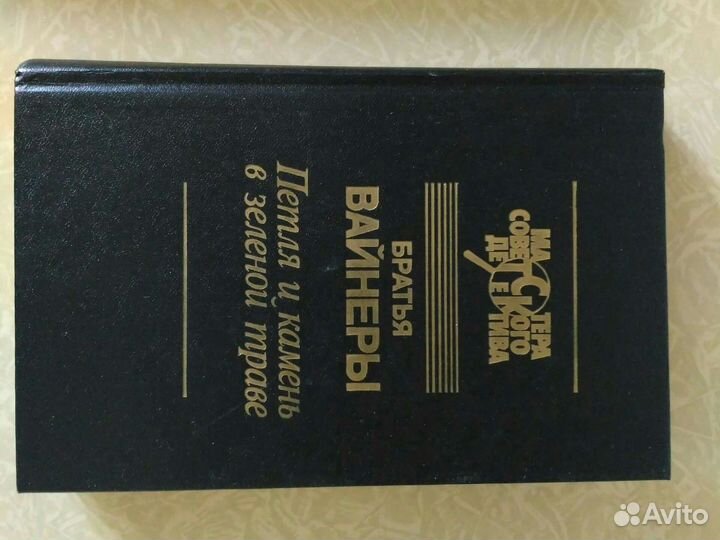 МАСТЕРА
СОВЕТСКОГО
ДЕТЕКТИВА
БРАТЬЯ
ВАЙНЕРЫ
Петля и камень
в зеленой траве
Avito